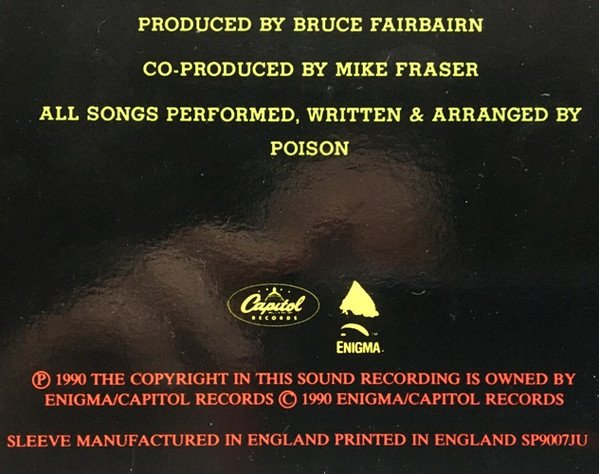 PRODUCED BY BRUCE FAIRBAIRN
CO-PRODUCED BY MIKE FRASER
ALL SONGS PERFORMED, WRITTEN & ARRANGED BY
POISON
Capitol
RECORDS
ENIGMA
℗ 1990 THE COPYRIGHT IN THIS SOUND RECORDING IS OWNED BY
ENIGMA/CAPITOL RECORDS © 1990 ENIGMA/CAPITOL RECORDS
SLEEVE MANUFACTURED IN ENGLAND PRINTED IN ENGLAND SP9007JU